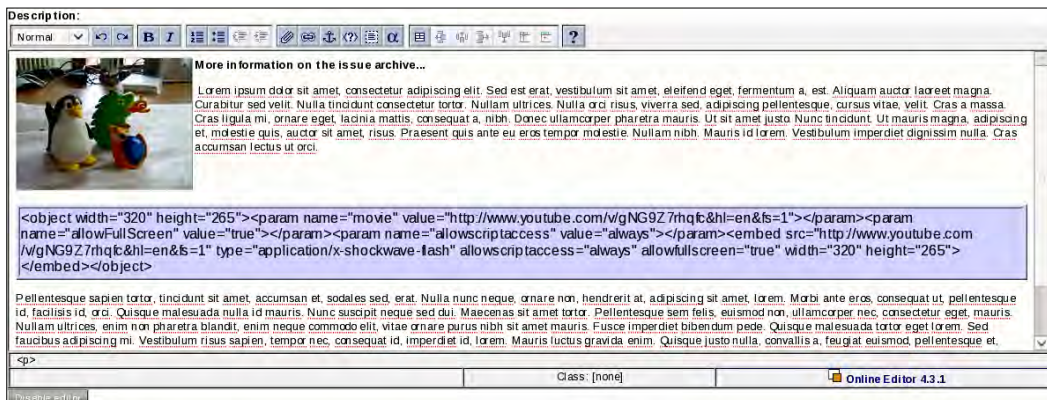 Description:
Normal
B I
α
?
More information on the issue archive...
Lorem ipsum dolor sit amet, consectetur adipiscing elit. Sed est erat, vestibulum sit amet, eleifend eget, fermentum a, est. Aliquam auctor laoreet magna.
Curabitur sed velit. Nulla tincidunt consectetur tortor. Nullam ultrices. Nulla orci risus, viverra sed, adipiscing pellentesque, cursus vitae, velit. Cras a massa.
Cras ligula mi, ornare eget, lacinia mattis, consequat a, nibh. Donec ullamcorper pharetra mauris. Ut sit amet justo. Nunc tincidunt. Ut mauris magna, adipiscing
et, molestie quis, auctor sit amet, risus. Praesent quis ante eu eros tempor molestie. Nullam nibh. Mauris id lorem. Vestibulum imperdiet dignissim nulla. Cras
accumsan lectus ut orci.
<object width="320" height="265"><param name="movie" value="http://www.youtube.com/v/gNG9Z7rhqfc&hl=en&fs=1"></param><param
name="allowFullScreen" value="true"></param><param name="allowscriptaccess" value="always"></param><embed src="http://www.youtube.com
/v/gNG9Z7rhqfc&hl=en&fs=1" type="application/x-shockwave-flash" allowscriptaccess="always" allowfullscreen="true" width="320" height="265">
</embed></object>
Pellentesque sapien tortor, tincidunt sit amet, accumsan et, sodales sed, erat. Nulla nunc neque, ornare non, hendrerit at, adipiscing sit amet, lorem. Morbi ante eros, consequat ut, pellentesque
id, facilisis id, orci. Quisque malesuada nulla id mauris. Nunc suscipit neque sed dui. Maecenas sit amet tortor. Pellentesque sem felis, euismod non, ullamcorper nec, consectetur eget, mauris.
Nullam ultrices, enim non pharetra blandit, enim neque commodo elit, vitae ornare purus nibh sit amet mauris. Fusce imperdiet bibendum pede. Quisque malesuada tortor eget lorem. Sed
faucibus adipiscing mi. Vestibulum risus sapien, tempor nec, consequat id, imperdiet id, lorem. Mauris luctus gravida enim. Quisque justo nulla, convallis a, feugiat euismod, pellentesque et,
<p>
Class: [none]
Online Editor 4.3.1
Disable editor